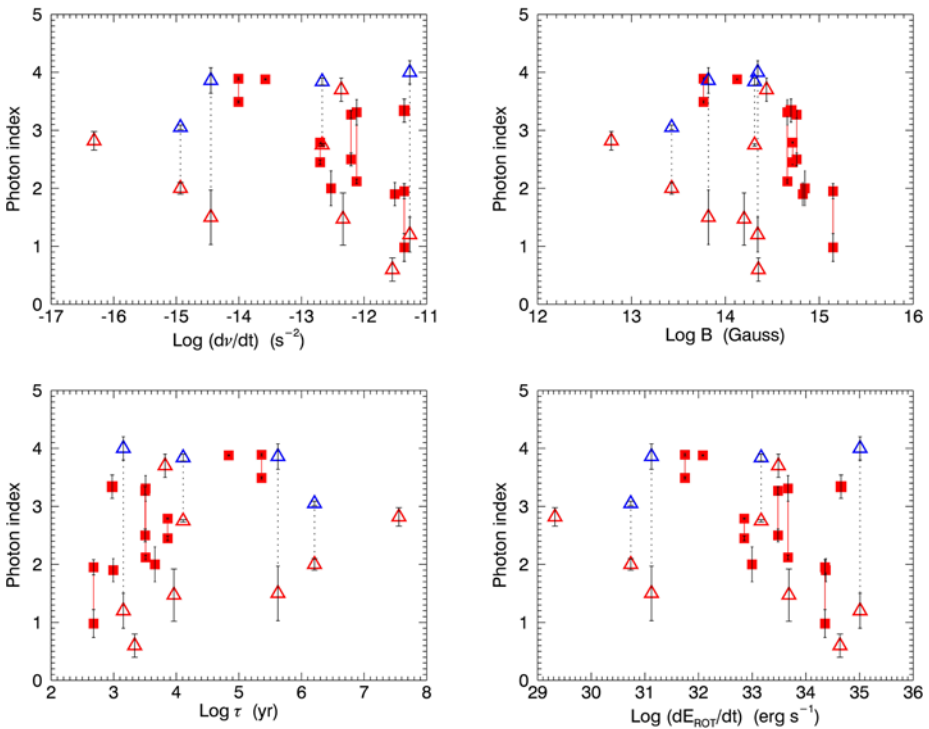 5
4
3
2
1
0
Photon index
-17 -16 -15 -14 -13 -12 -11
Log (dν/dt) (s⁻²)
5
4
3
2
1
0
Photon index
12 13 14 15 16
Log B (Gauss)
5
4
3
2
1
0
Photon index
2 3 4 5 6 7 8
Log τ (yr)
5
4
3
2
1
0
Photon index
29 30 31 32 33 34 35 36
Log (dE_ROT/dt) (erg s⁻¹)